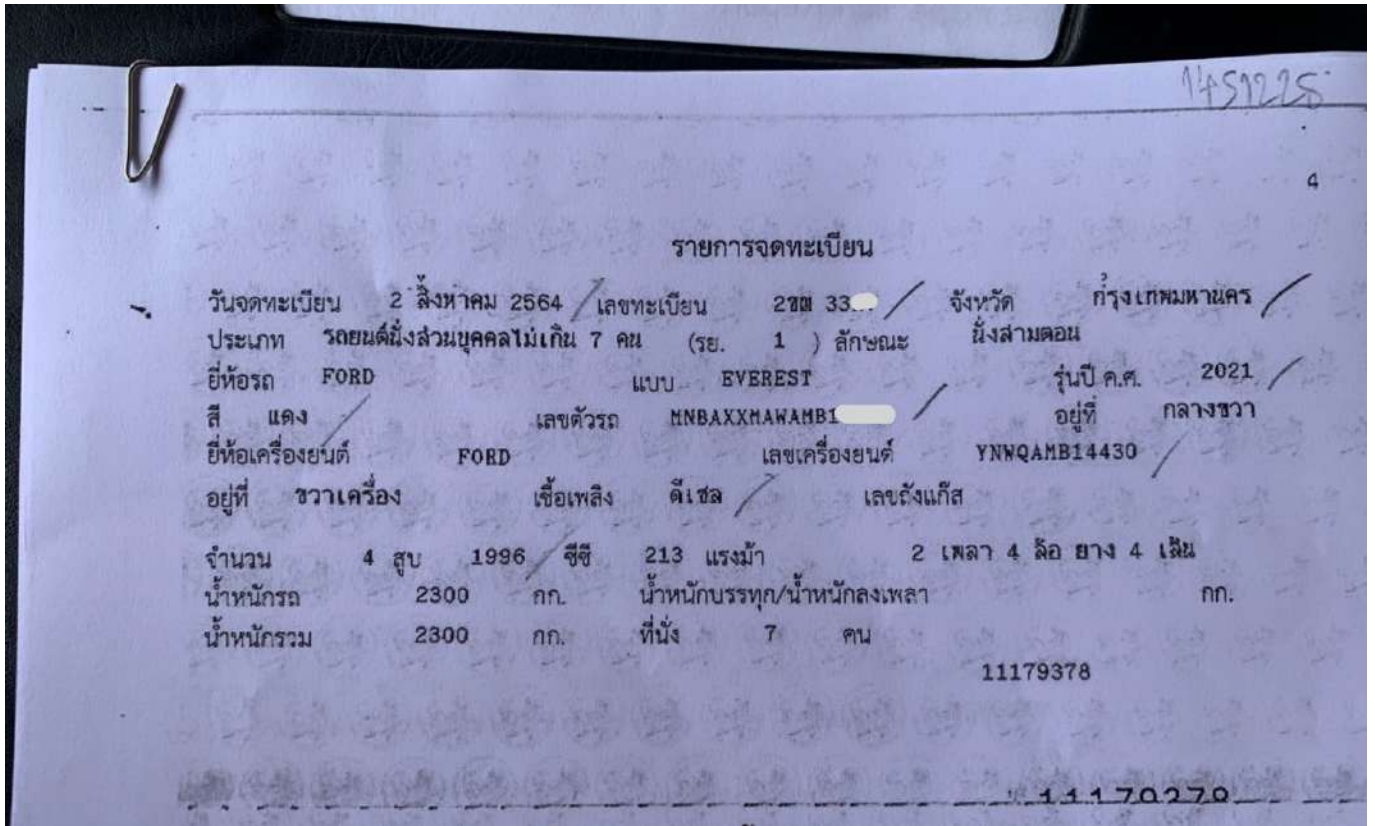 1451225
4
รายการจดทะเบียน
วันจดทะเบียน 2 สิงหาคม 2564 เลขทะเบียน 2ขฒ 33 จังหวัด กรุงเทพมหานคร
ประเภท รถยนต์นั่งส่วนบุคคลไม่เกิน 7 คน (รย. 1 ) ลักษณะ นั่งสามตอน
ยี่ห้อรถ FORD แบบ EVEREST รุ่นปี ค.ศ. 2021
สี แดง เลขตัวรถ MNBAXXMAWAMB1 อยู่ที่ กลางขวา
ยี่ห้อเครื่องยนต์ FORD เลขเครื่องยนต์ YNWQAMB14430
อยู่ที่ ขวาเครื่อง เชื้อเพลิง ดีเซล เลขถังแก๊ส
จำนวน 4 สูบ 1996 ซีซี 213 แรงม้า 2 เพลา 4 ล้อ ยาง 4 เส้น
น้ำหนักรถ 2300 กก. น้ำหนักบรรทุก/น้ำหนักลงเพลา กก.
น้ำหนักรวม 2300 กก. ที่นั่ง 7 คน
11179378